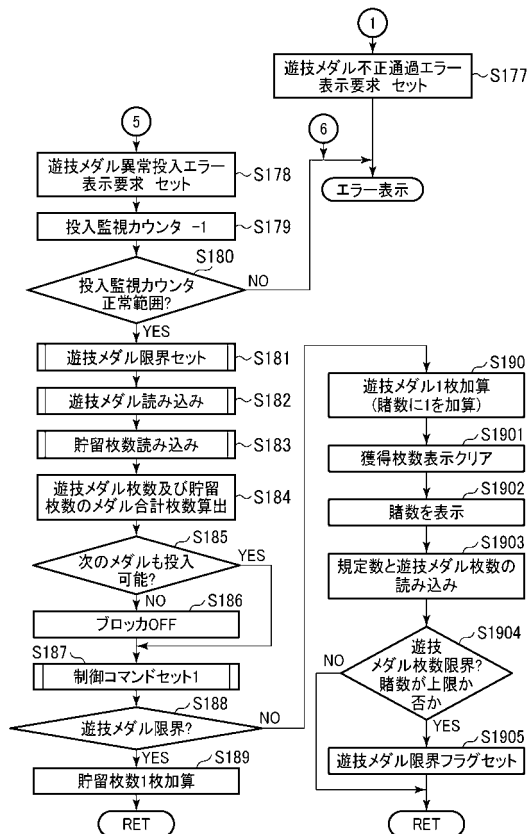 1
遊技メダル不正通過エラー
表示要求 セット
S177
5
6
遊技メダル異常投入エラー
表示要求 セット
S178
エラー表示
投入監視カウンタ -1
S179
S180
投入監視カウンタ
正常範囲?
NO
YES
遊技メダル限界セット
S181
遊技メダル読み込み
S182
貯留枚数読み込み
S183
遊技メダル枚数及び貯留
枚数のメダル合計枚数算出
S184
S185
次のメダルも投入
可能?
YES
NO
S186
ブロッカOFF
S187
制御コマンドセット1
S188
遊技メダル限界?
NO
YES
S189
貯留枚数1枚加算
RET
S190
遊技メダル1枚加算
(賭数に1を加算)
S1901
獲得枚数表示クリア
S1902
賭数を表示
S1903
規定数と遊技メダル枚数の
読み込み
S1904
遊技
メダル枚数限界?
賭数が上限か
否か
NO
YES
S1905
遊技メダル限界フラグセット
RET